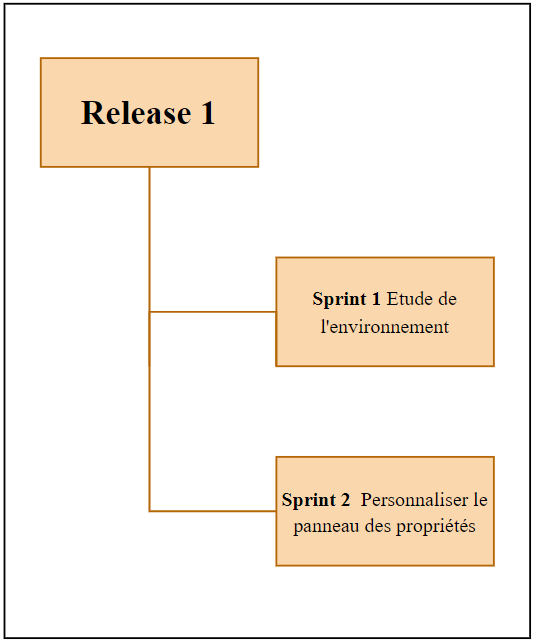 Release 1
Sprint 1 Etude de
l'environnement
Sprint 2 Personnaliser le
panneau des propriétés